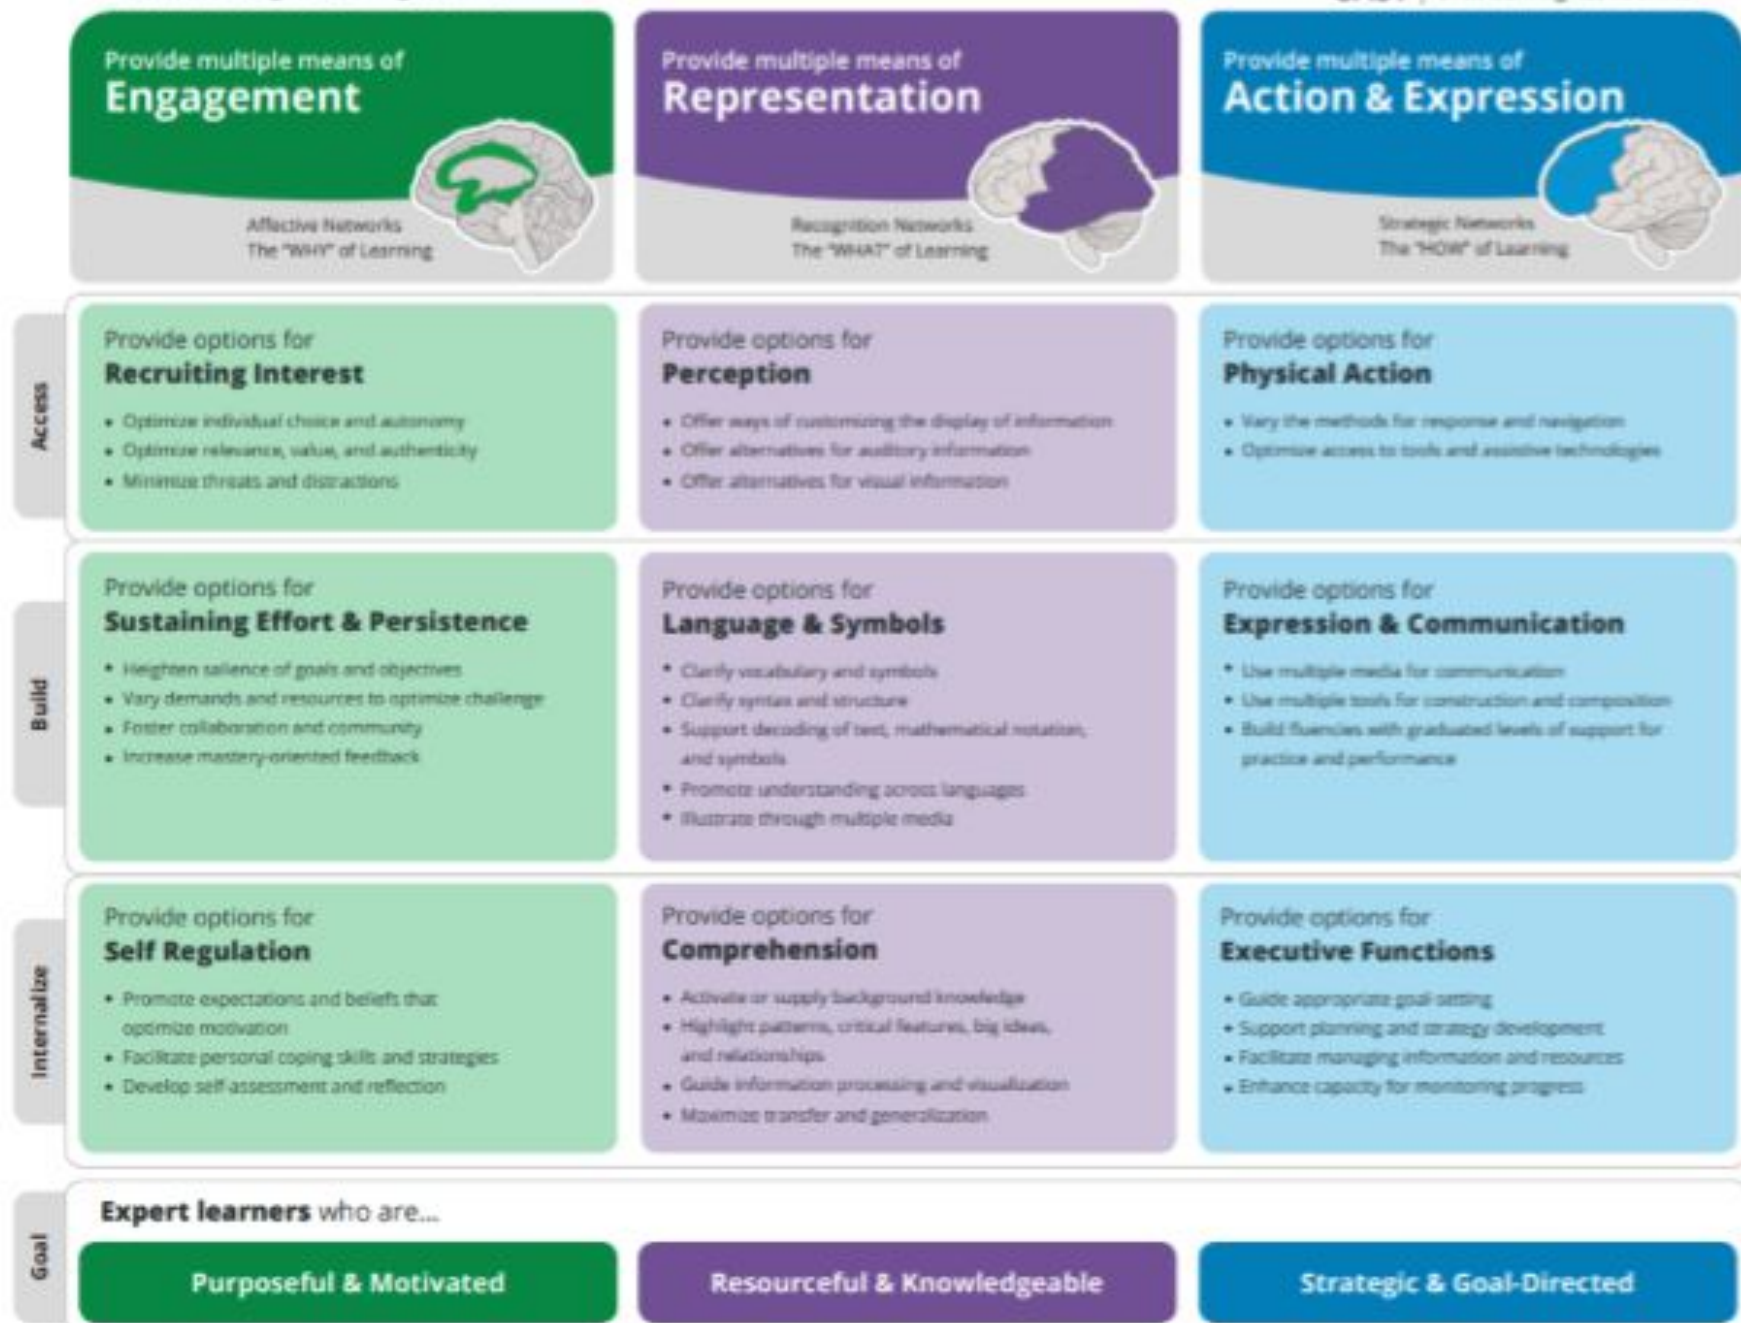 Provide multiple means of
Engagement
Affective Networks
The "WHY" of Learning
Provide multiple means of
Representation
Recognition Networks
The "WHAT" of Learning
Provide multiple means of
Action & Expression
Strategic Networks
The "HOW" of Learning
Access
Provide options for
Recruiting Interest
• Optimize individual choice and autonomy
• Optimize relevance, value, and authenticity
• Minimize threats and distractions
Provide options for
Perception
• Offer ways of customizing the display of information
• Offer alternatives for auditory information
• Offer alternatives for visual information
Provide options for
Physical Action
• Vary the methods for response and navigation
• Optimize access to tools and assistive technologies
Build
Provide options for
Sustaining Effort & Persistence
• Heighten salience of goals and objectives
• Vary demands and resources to optimize challenge
• Foster collaboration and community
• Increase mastery-oriented feedback
Provide options for
Language & Symbols
• Clarify vocabulary and symbols
• Clarify syntax and structure
• Support decoding of text, mathematical notation,
and symbols
• Promote understanding across languages
• Illustrate through multiple media
Provide options for
Expression & Communication
• Use multiple media for communication
• Use multiple tools for construction and composition
• Build fluencies with graduated levels of support for
practice and performance
Internalize
Provide options for
Self Regulation
• Promote expectations and beliefs that
optimize motivation
• Facilitate personal coping skills and strategies
• Develop self-assessment and reflection
Provide options for
Comprehension
• Activate or supply background knowledge
• Highlight patterns, critical features, big ideas,
and relationships
• Guide information processing and visualization
• Maximize transfer and generalization
Provide options for
Executive Functions
• Guide appropriate goal-setting
• Support planning and strategy development
• Facilitate managing information and resources
• Enhance capacity for monitoring progress
Goal
Expert learners who are...
Purposeful & Motivated
Resourceful & Knowledgeable
Strategic & Goal-Directed